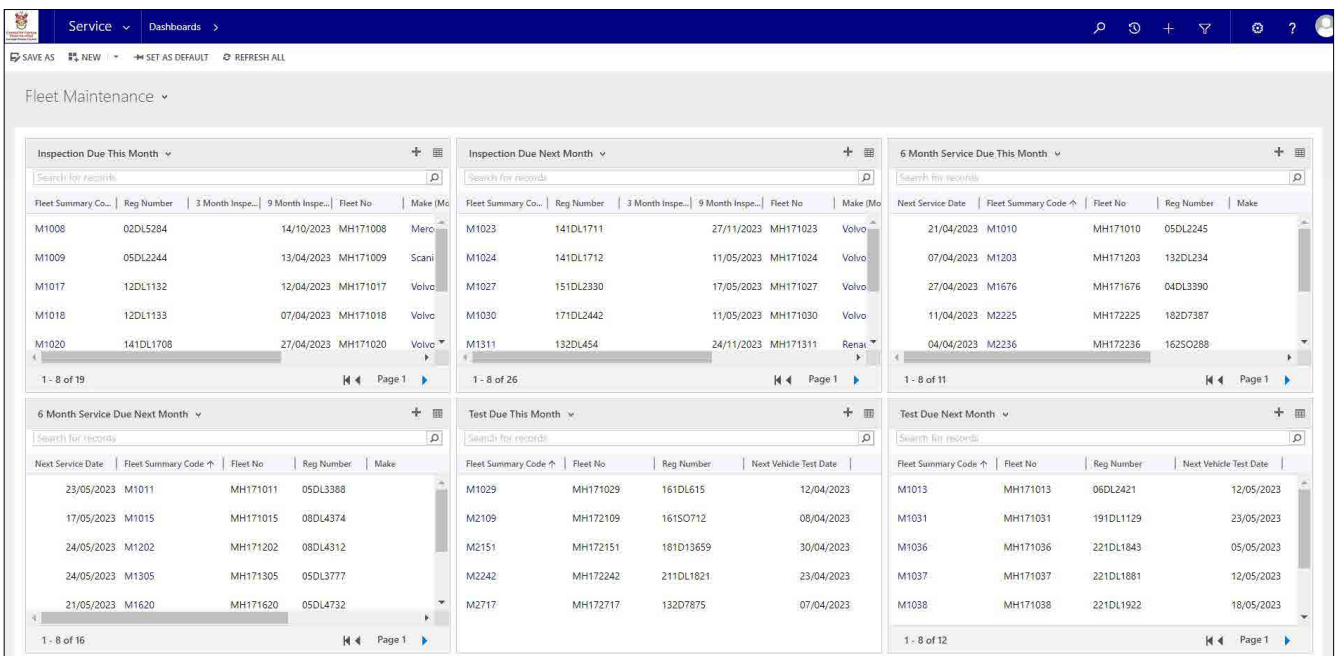 Service Dashboards
SAVE AS NEW SET AS DEFAULT REFRESH ALL
Fleet Maintenance
Inspection Due This Month
Search for records
Fleet Summary Co... Reg Number 3 Month Inspe... 9 Month Inspe... Fleet No Make (Mo
M1008 02DL5284 14/10/2023 MH171008 Merc
M1009 05DL2244 13/04/2023 MH171009 Scani
M1017 12DL1132 12/04/2023 MH171017 Volvo
M1018 12DL1133 07/04/2023 MH171018 Volvo
M1020 141DL1708 27/04/2023 MH171020 Volvo
1 - 8 of 19 Page 1
Inspection Due Next Month
Search for records
Fleet Summary Co... Reg Number 3 Month Inspe... 9 Month Inspe... Fleet No Make (Mo
M1023 141DL1711 27/11/2023 MH171023 Volvo
M1024 141DL1712 11/05/2023 MH171024 Volvo
M1027 151DL2330 17/05/2023 MH171027 Volvo
M1030 171DL2442 11/05/2023 MH171030 Volvo
M1311 132DL454 24/11/2023 MH171311 Renau
1 - 8 of 26 Page 1
6 Month Service Due This Month
Search for records
Next Service Date Fleet Summary Code Fleet No Reg Number Make
21/04/2023 M1010 MH171010 05DL2245
07/04/2023 M1203 MH171203 132DL234
27/04/2023 M1676 MH171676 04DL3390
11/04/2023 M2225 MH172225 182D7387
04/04/2023 M2236 MH172236 162SO288
1 - 8 of 11 Page 1
6 Month Service Due Next Month
Search for records
Next Service Date Fleet Summary Code Fleet No Reg Number Make
23/05/2023 M1011 MH171011 05DL3388
17/05/2023 M1015 MH171015 08DL4374
24/05/2023 M1202 MH171202 08DL4312
24/05/2023 M1305 MH171305 05DL3777
21/05/2023 M1620 MH171620 05DL4732
1 - 8 of 16 Page 1
Test Due This Month
Search for records
Fleet Summary Code Fleet No Reg Number Next Vehicle Test Date
M1029 MH171029 161DL615 12/04/2023
M2109 MH172109 161SO712 08/04/2023
M2151 MH172151 181D13659 30/04/2023
M2242 MH172242 211DL1821 23/04/2023
M2717 MH172717 132D7875 07/04/2023
Test Due Next Month
Search for records
Fleet Summary Code Fleet No Reg Number Next Vehicle Test Date
M1013 MH171013 06DL2421 12/05/2023
M1031 MH171031 191DL1129 23/05/2023
M1036 MH171036 221DL1843 05/05/2023
M1037 MH171037 221DL1881 12/05/2023
M1038 MH171038 221DL1922 18/05/2023
1 - 8 of 12 Page 1